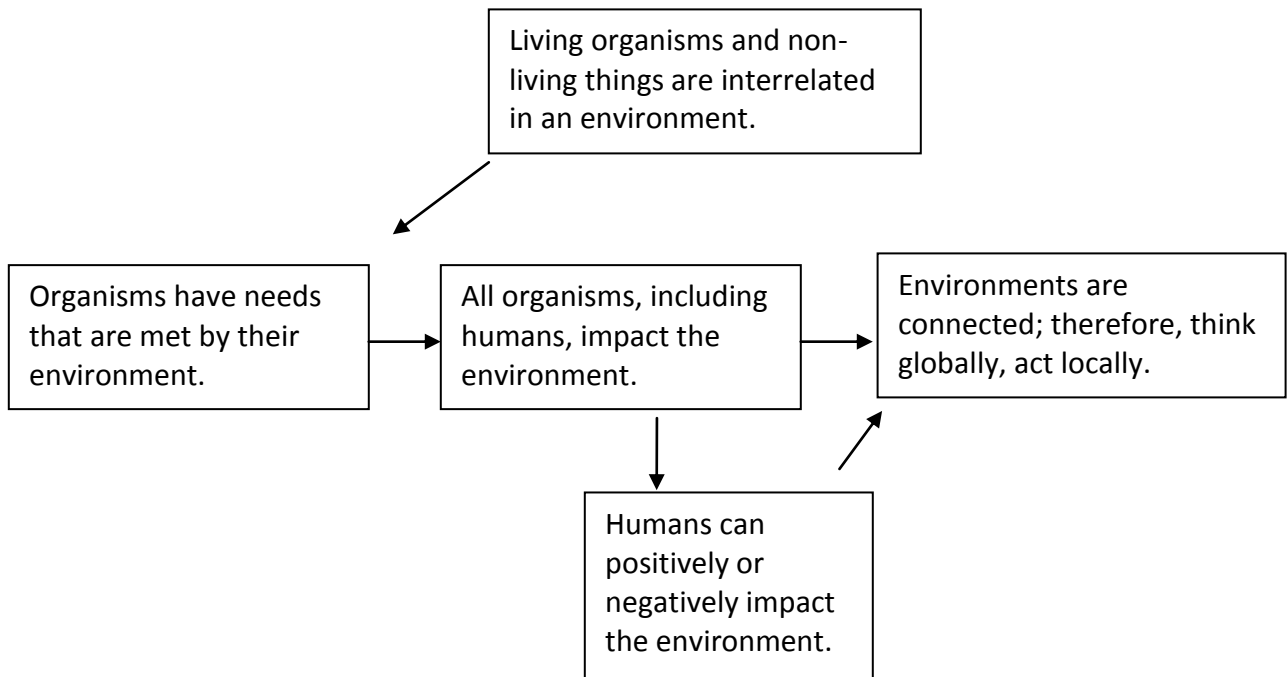 Living organisms and non-
living things are interrelated
in an environment.
Organisms have needs
that are met by their
environment.
All organisms, including
humans, impact the
environment.
Environments are
connected; therefore, think
globally, act locally.
Humans can
positively or
negatively impact
the environment.